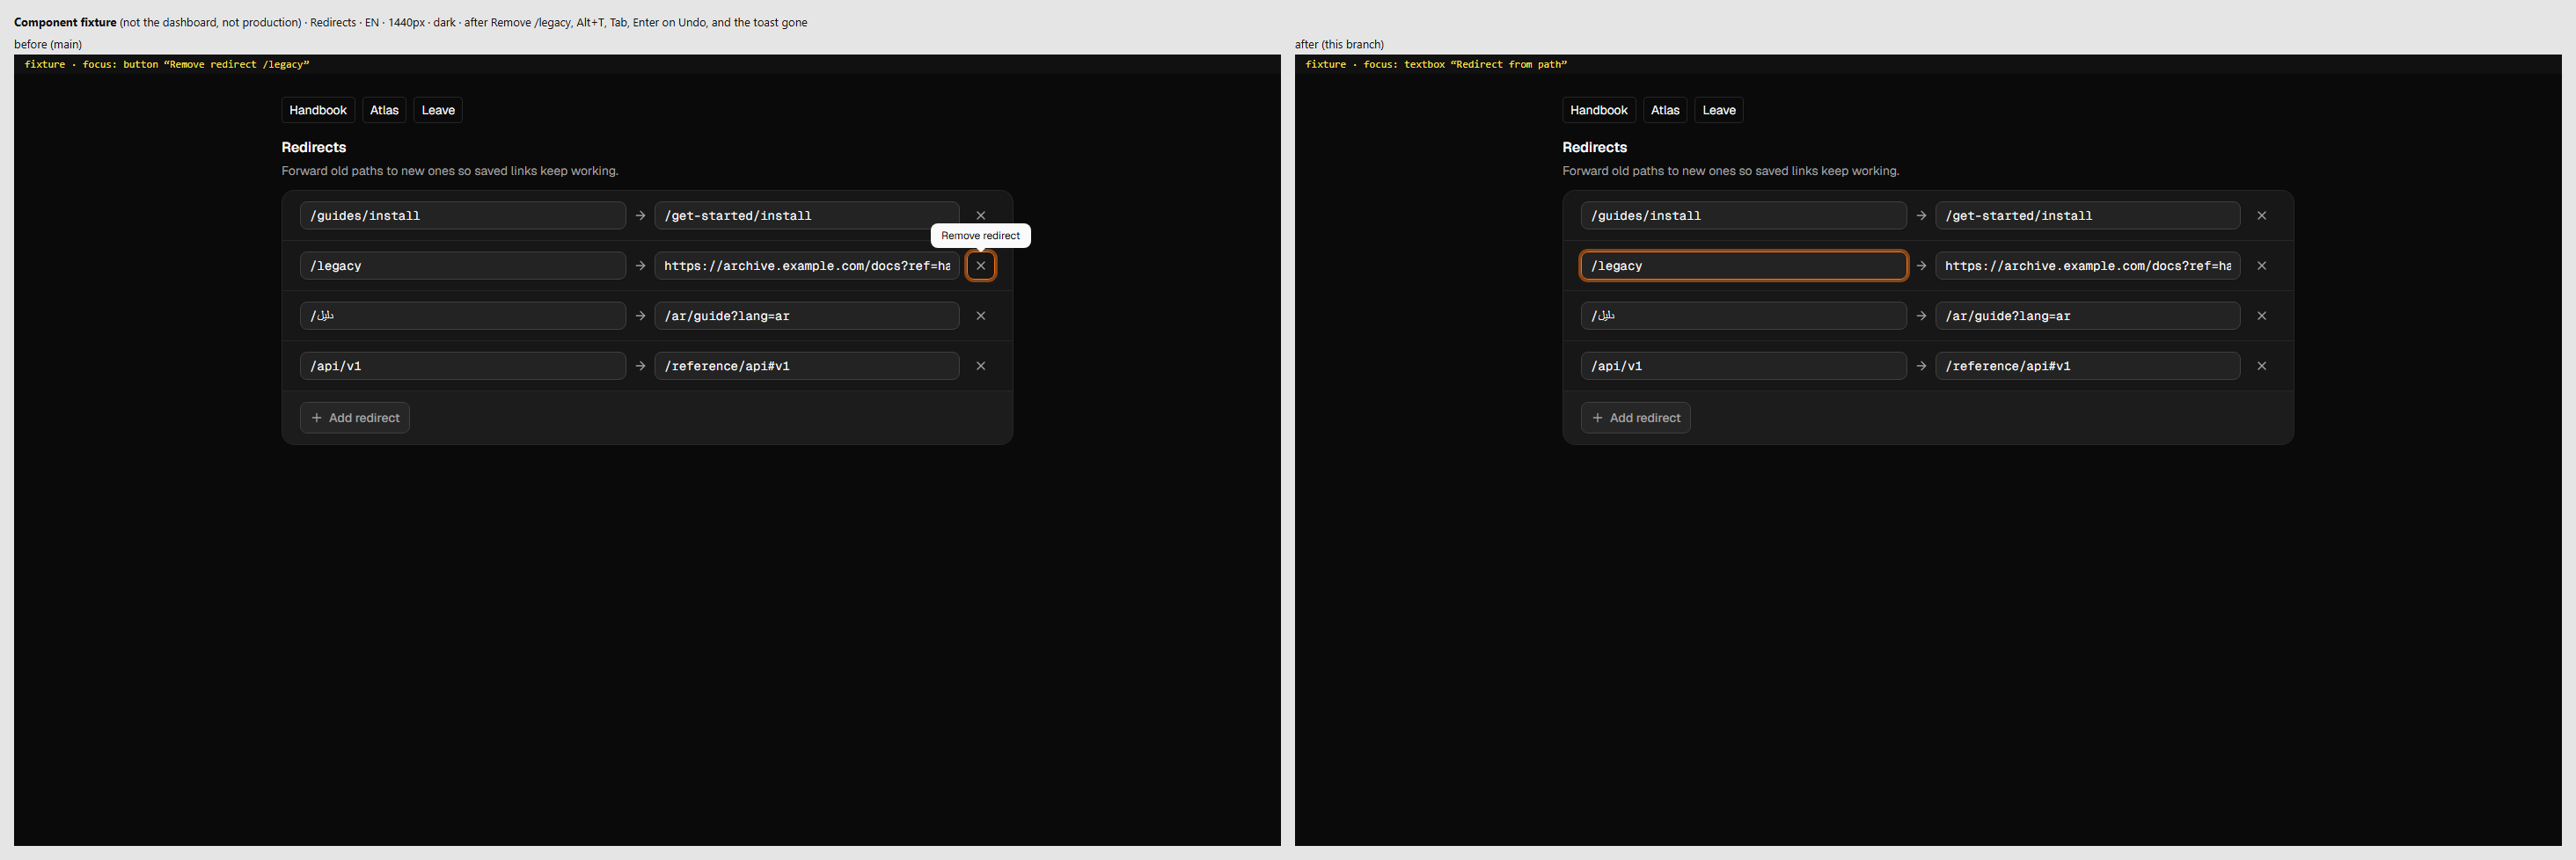 Component fixture (not the dashboard, not production) · Redirects · EN · 1440px · dark · after Remove /legacy, Alt+T, Tab, Enter on Undo, and the toast gone
before (main)
fixture · focus: button “Remove redirect /legacy”
Handbook Atlas Leave
Redirects
Forward old paths to new ones so saved links keep working.
/guides/install → /get-started/install ×
Remove redirect
/legacy → https://archive.example.com/docs?ref=ha ×
/دليل → /ar/guide?lang=ar ×
/api/v1 → /reference/api#v1 ×
+ Add redirect
after (this branch)
fixture · focus: textbox “Redirect from path”
Handbook Atlas Leave
Redirects
Forward old paths to new ones so saved links keep working.
/guides/install → /get-started/install ×
/legacy → https://archive.example.com/docs?ref=ha ×
/دليل → /ar/guide?lang=ar ×
/api/v1 → /reference/api#v1 ×
+ Add redirect